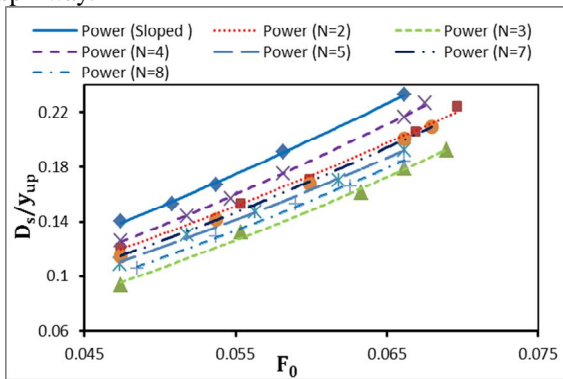 Power (Sloped ) Power (N=2) Power (N=3)
Power (N=4) Power (N=5) Power (N=7)
Power (N=8)
0.22
0.18
0.14
0.1
0.06
Ds/yup
0.045 0.055 0.065 0.075
F0